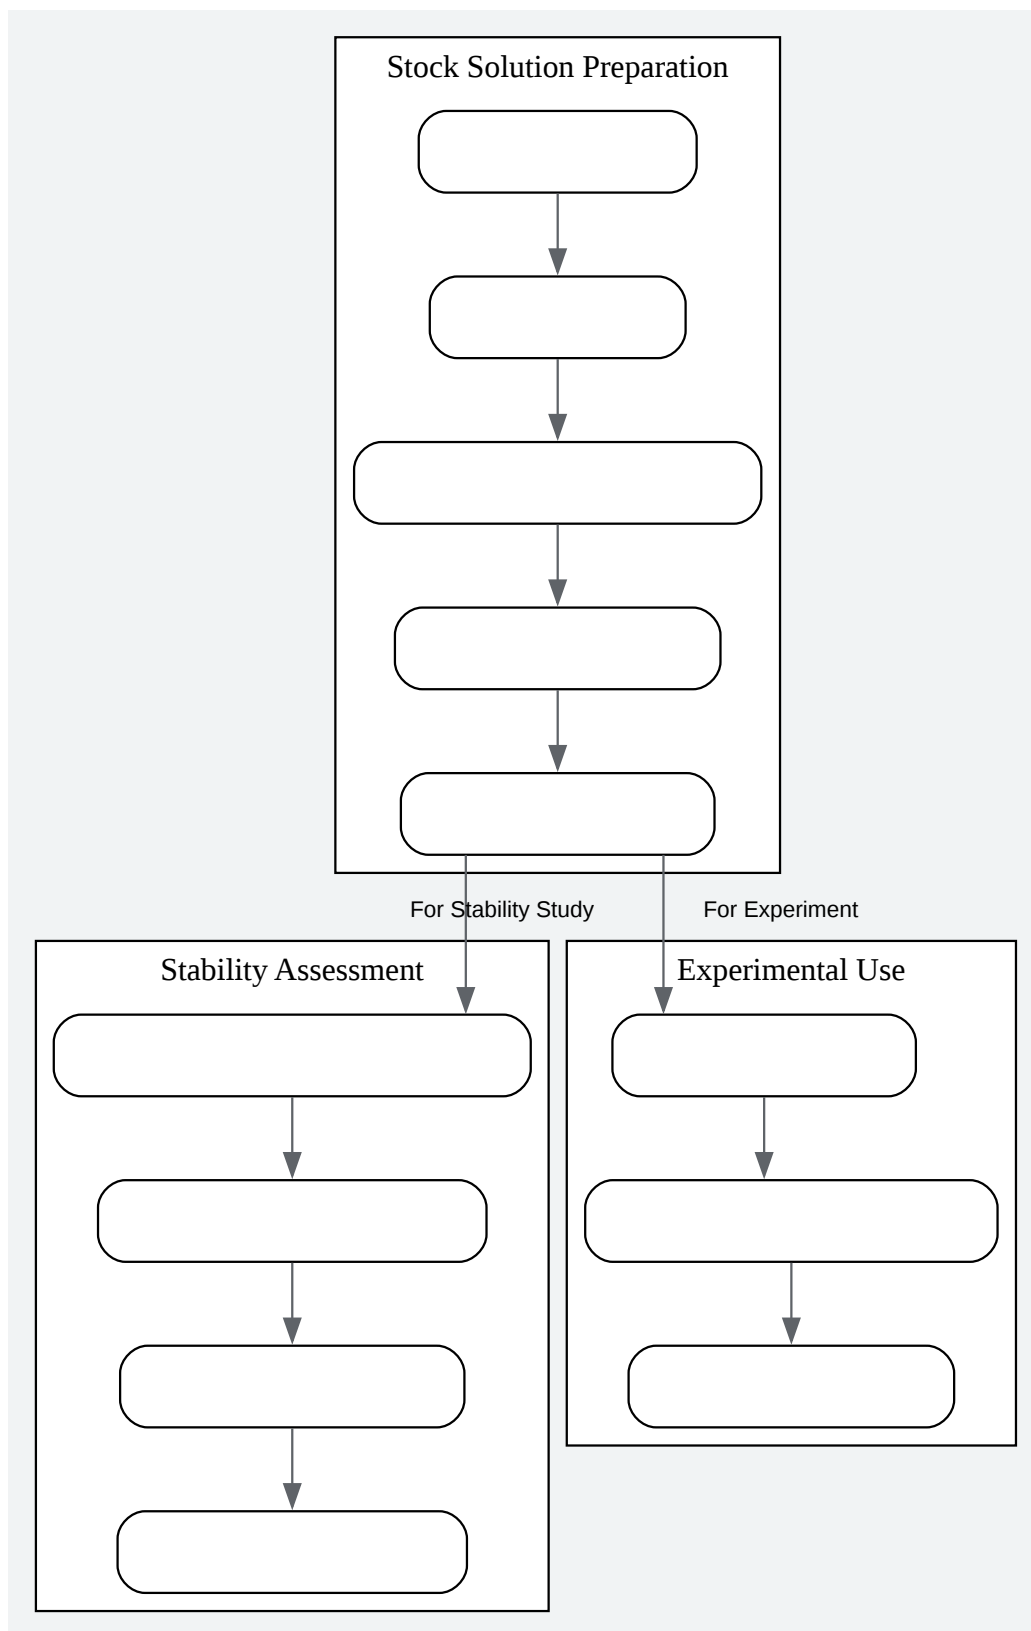 Stock Solution Preparation
For Stability Study
For Experiment
Stability Assessment
Experimental Use